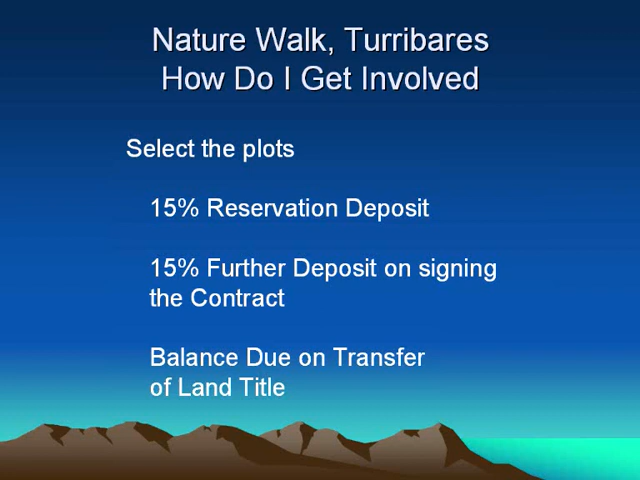 Nature Walk, Turribares
How Do I Get Involved
Select the plots
15% Reservation Deposit
15% Further Deposit on signing
the Contract
Balance Due on Transfer
of Land Title